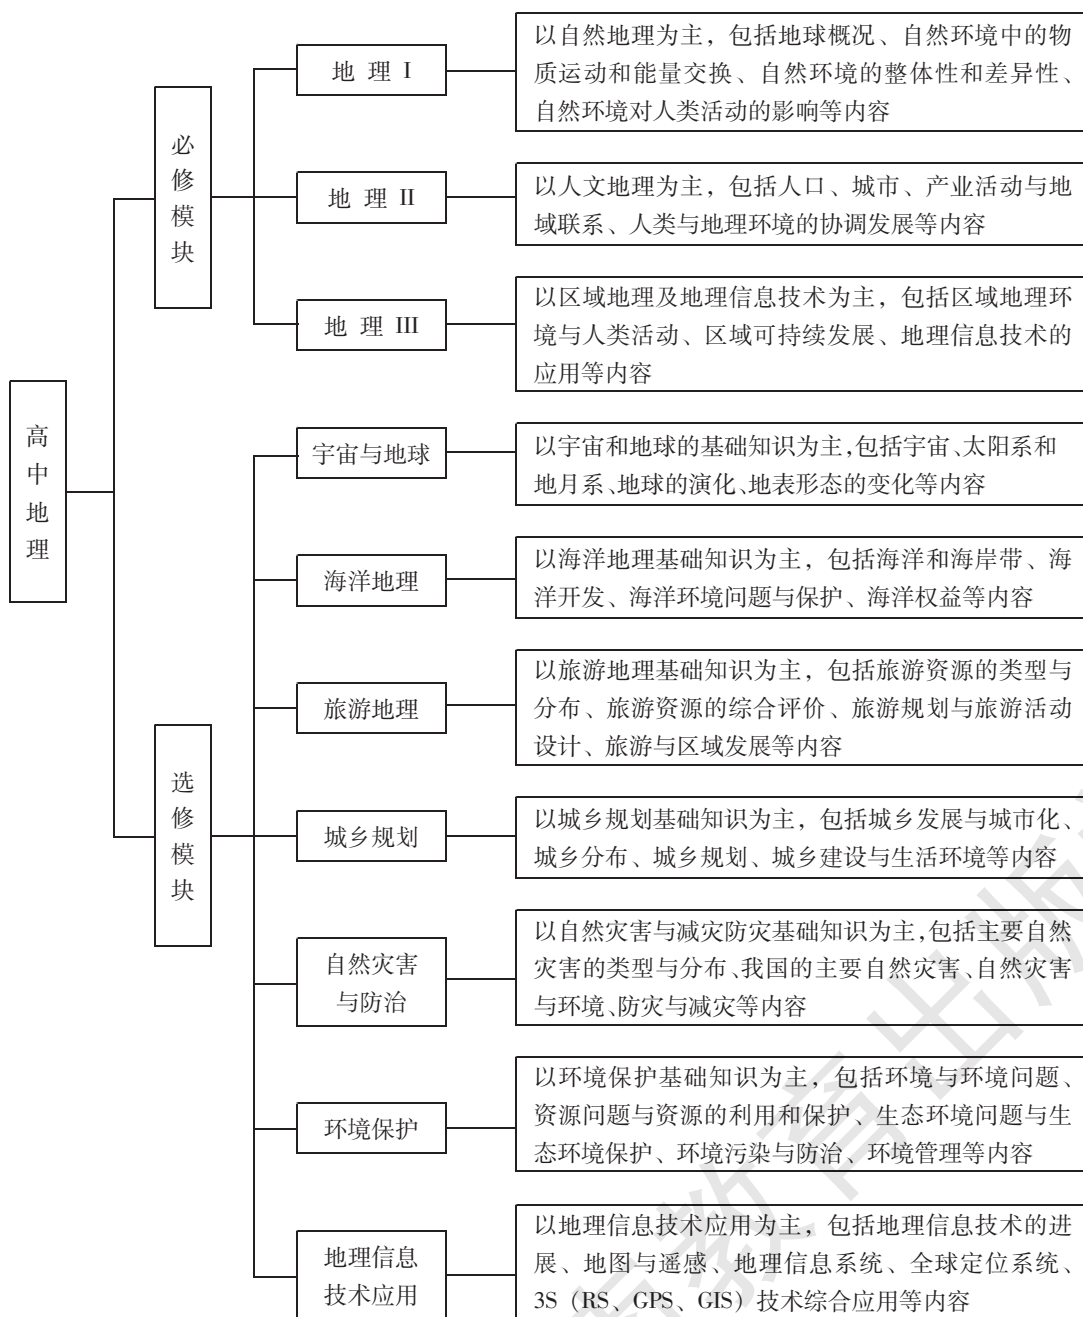 高中地理
必修模块
地 理 I
以自然地理为主，包括地球概况、自然环境中的物
质运动和能量交换、自然环境的整体性和差异性、
自然环境对人类活动的影响等内容
地 理 II
以人文地理为主，包括人口、城市、产业活动与地
域联系、人类与地理环境的协调发展等内容
地 理 III
以区域地理及地理信息技术为主，包括区域地理环
境与人类活动、区域可持续发展、地理信息技术的
应用等内容
选修模块
宇宙与地球
以宇宙和地球的基础知识为主,包括宇宙、太阳系和
地月系、地球的演化、地表形态的变化等内容
海洋地理
以海洋地理基础知识为主，包括海洋和海岸带、海
洋开发、海洋环境问题与保护、海洋权益等内容
旅游地理
以旅游地理基础知识为主，包括旅游资源的类型与
分布、旅游资源的综合评价、旅游规划与旅游活动
设计、旅游与区域发展等内容
城乡规划
以城乡规划基础知识为主，包括城乡发展与城市化、
城乡分布、城乡规划、城乡建设与生活环境等内容
自然灾害
与防治
以自然灾害与减灾防灾基础知识为主,包括主要自然
灾害的类型与分布、我国的主要自然灾害、自然灾害
与环境、防灾与减灾等内容
环境保护
以环境保护基础知识为主，包括环境与环境问题、
资源问题与资源的利用和保护、生态环境问题与生
态环境保护、环境污染与防治、环境管理等内容
地理信息
技术应用
以地理信息技术应用为主，包括地理信息技术的进
展、地图与遥感、地理信息系统、全球定位系统、
3S（RS、GPS、GIS）技术综合应用等内容
教育出版